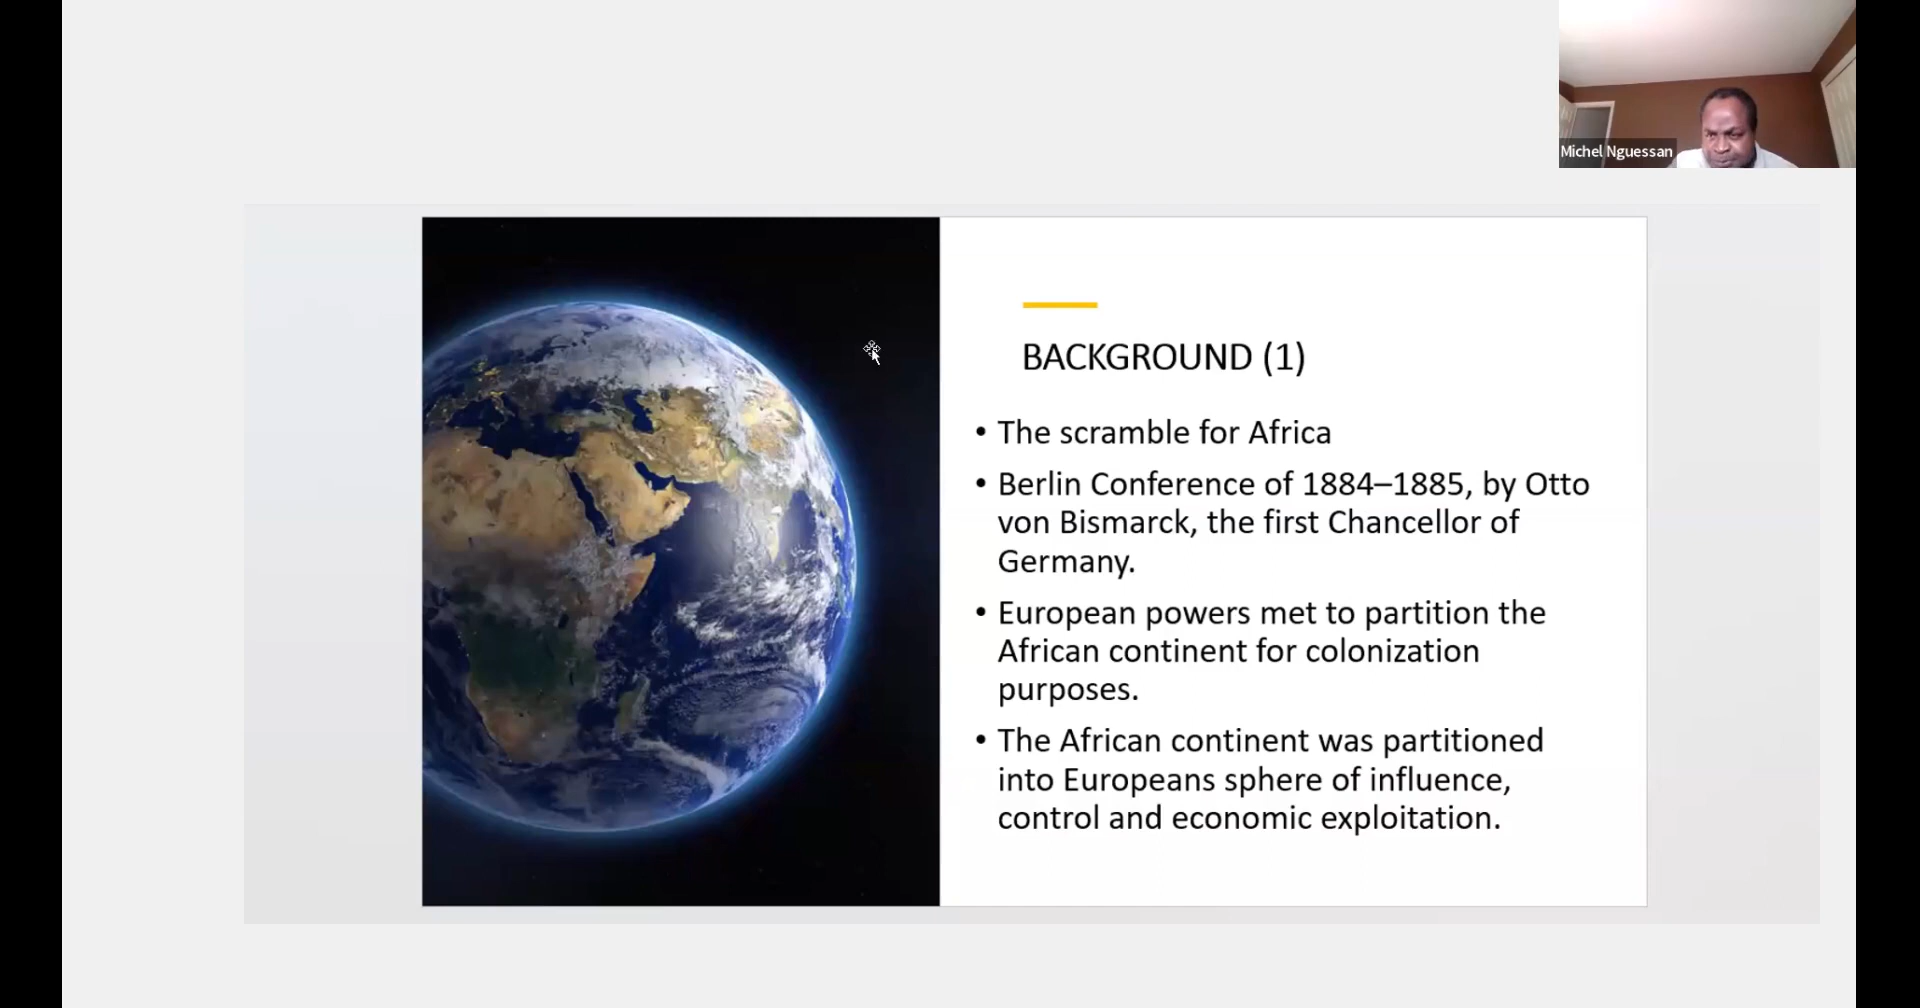 Michel Nguessan
BACKGROUND (1)
• The scramble for Africa
• Berlin Conference of 1884–1885, by Otto
von Bismarck, the first Chancellor of
Germany.
• European powers met to partition the
African continent for colonization
purposes.
• The African continent was partitioned
into Europeans sphere of influence,
control and economic exploitation.